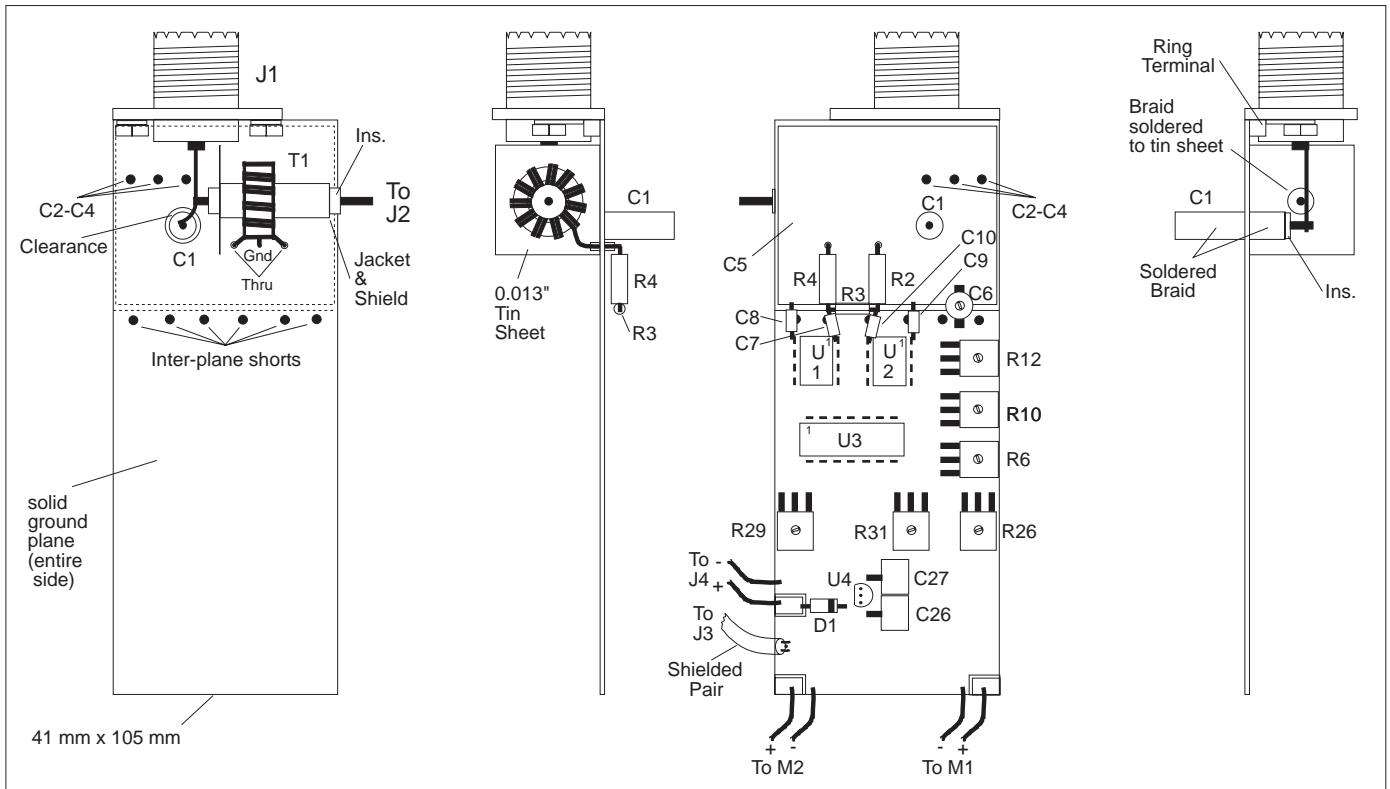 J1
T1
Ins.
To
J2
C2-C4
Clearance
C1
Gnd
Thru
Jacket
&
Shield
Inter-plane shorts
solid
ground
plane
(entire
side)
41 mm x 105 mm
C1
0.013"
Tin
Sheet
R4
R3
C2-C4
C1
C5
C10
C9
R4
R3
R2
C6
C8
C7
U 1
1
U 1
2
R12
R10
R6
1
U3
R29
R31
R26
To -
J4 +
U4
C27
C26
D1
To
J3
Shielded
Pair
+ -
To M2
- +
To M1
Ring
Terminal
Braid
soldered
to tin sheet
C1
Soldered
Braid
Ins.